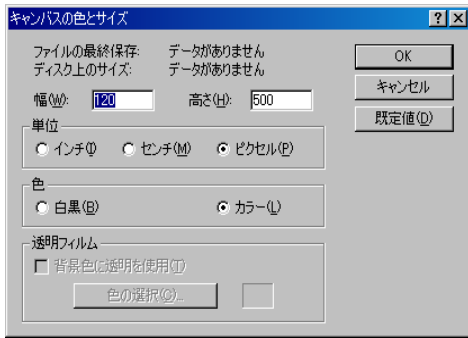 キャンバスの色とサイズ
ファイルの最終保存: データがありません
ディスク上のサイズ: データがありません
幅(W): 120 高さ(H): 500
単位
インチ(I) センチ(M) ピクセル(P)
色
白黒(B) カラー(L)
透明フィルム
背景色に透明を使用(T)
色の選択(C)...
OK
キャンセル
既定値(D)